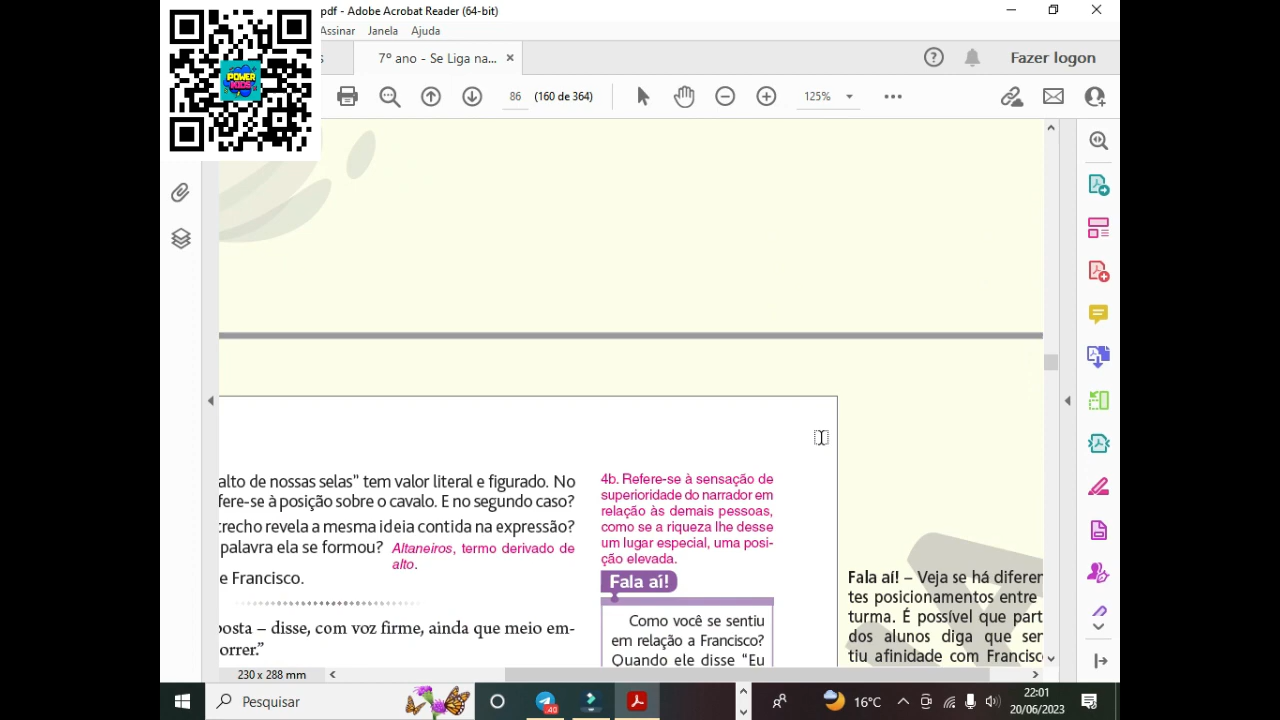 POWER
KIDS
pdf - Adobe Acrobat Reader (64-bit)
Assinar Janela Ajuda
s
7º ano - Se Liga na... ×
Fazer logon
86 (160 de 364)
125%
alto de nossas selas” tem valor literal e figurado. No
fere-se à posição sobre o cavalo. E no segundo caso?
trecho revela a mesma ideia contida na expressão?
palavra ela se formou? Altaneiros, termo derivado de
alto.
e Francisco.
posta – disse, com voz firme, ainda que meio em-
orrer.”
4b. Refere-se à sensação de
superioridade do narrador em
relação às demais pessoas,
como se a riqueza lhe desse
um lugar especial, uma posi-
ção elevada.
Fala aí!
Como você se sentiu
em relação a Francisco?
Quando ele disse “Eu
Fala aí! – Veja se há diferen
tes posicionamentos entre
turma. É possível que part
dos alunos diga que sen
tiu afinidade com Francisc
230 x 288 mm
Pesquisar
40
16°C
22:01
20/06/2023